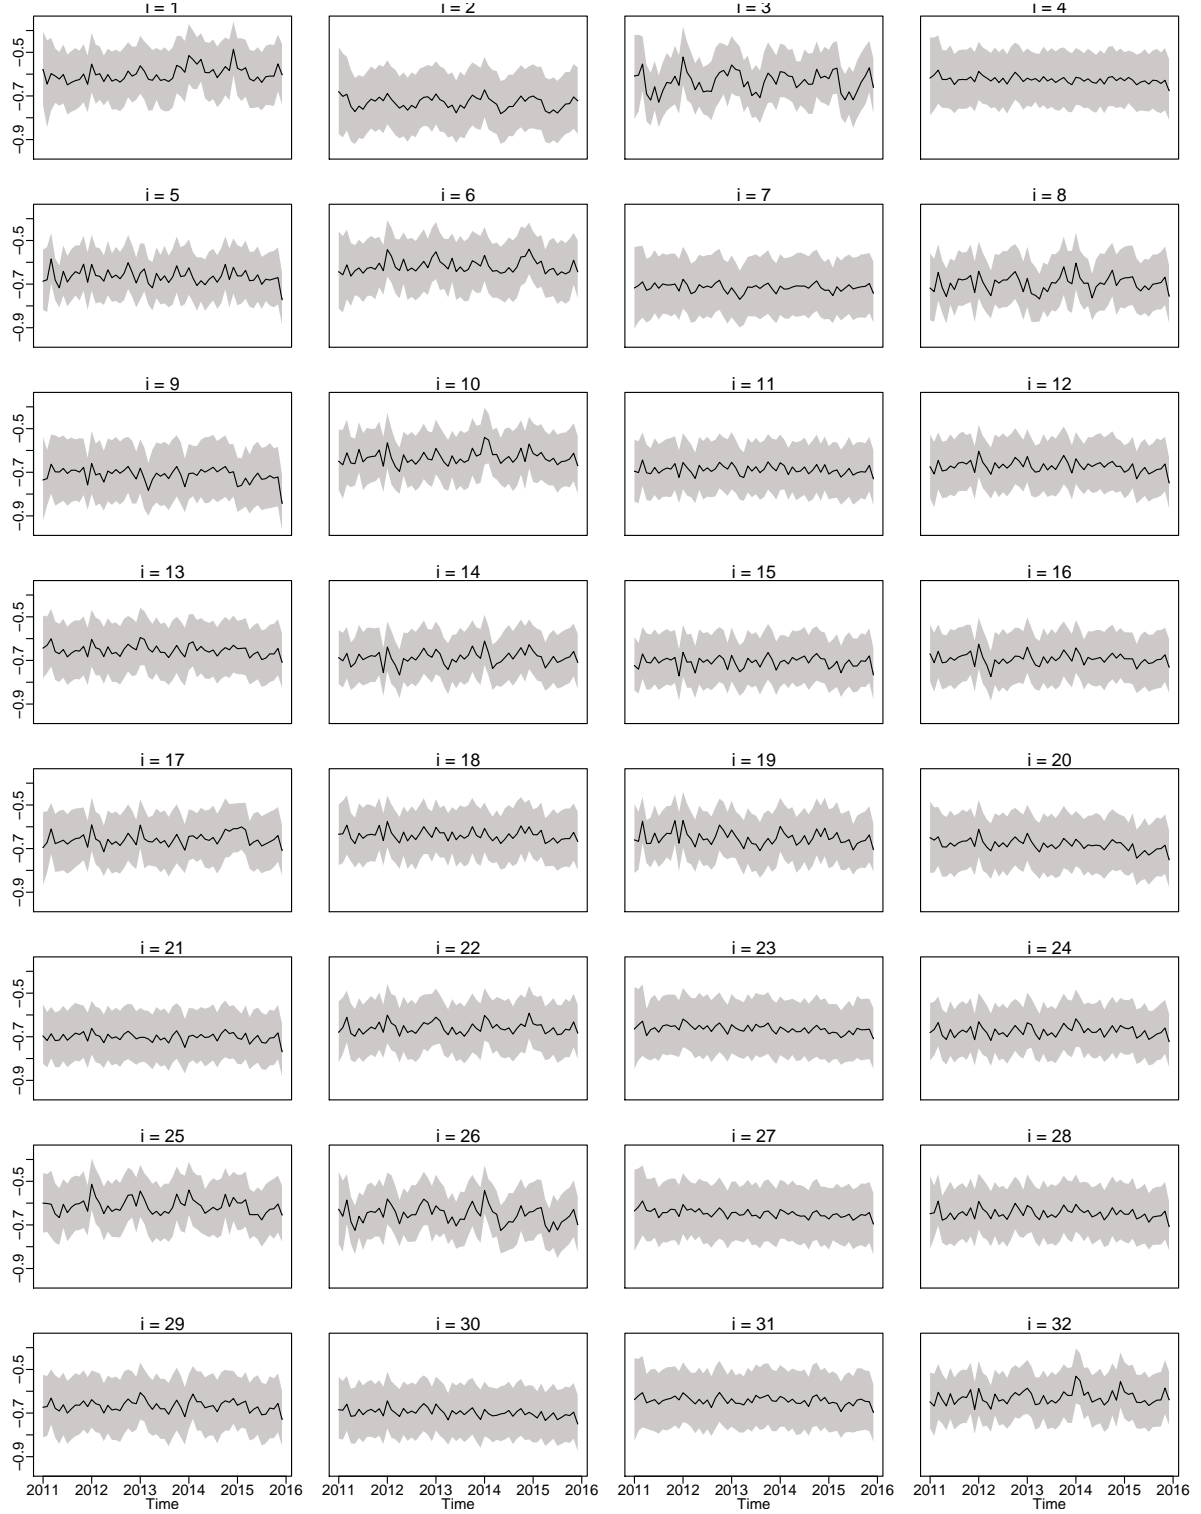 i = 1 i = 2 i = 3 i = 4
−0.5
−0.7
−0.9
i = 5 i = 6 i = 7 i = 8
−0.5
−0.7
−0.9
i = 9 i = 10 i = 11 i = 12
−0.5
−0.7
−0.9
i = 13 i = 14 i = 15 i = 16
−0.5
−0.7
−0.9
i = 17 i = 18 i = 19 i = 20
−0.5
−0.7
−0.9
i = 21 i = 22 i = 23 i = 24
−0.5
−0.7
−0.9
i = 25 i = 26 i = 27 i = 28
−0.5
−0.7
−0.9
i = 29 i = 30 i = 31 i = 32
−0.5
−0.7
−0.9
2011 2012 2013 2014 2015 2016 2011 2012 2013 2014 2015 2016 2011 2012 2013 2014 2015 2016 2011 2012 2013 2014 2015 2016
Time Time Time Time